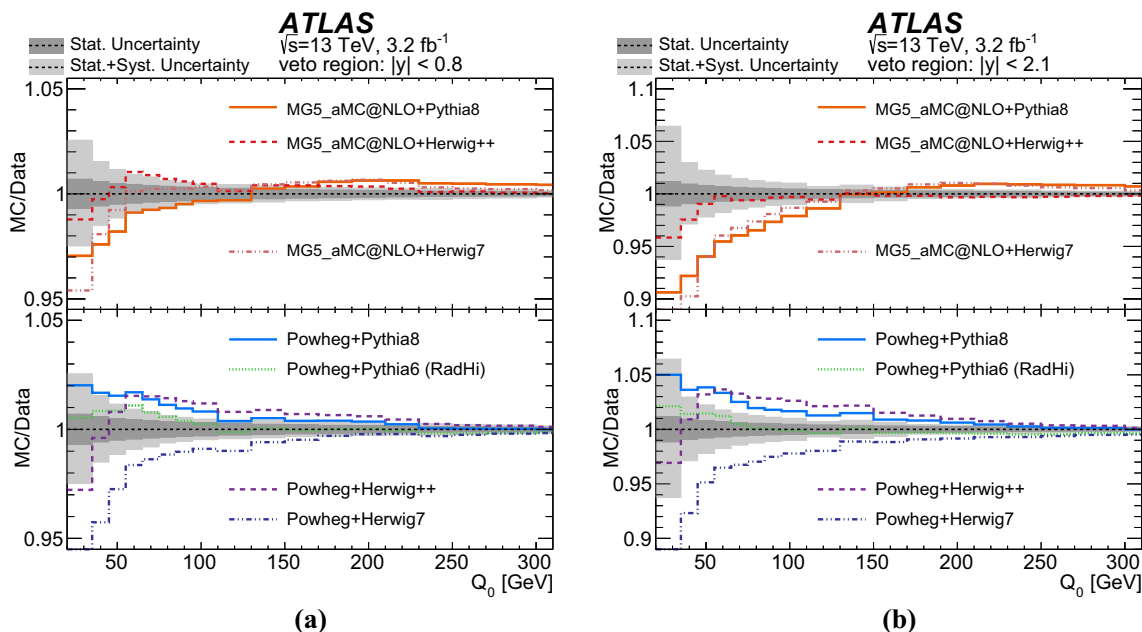 ATLAS
Stat. Uncertainty
Stat.+Syst. Uncertainty
√s=13 TeV, 3.2 fb⁻¹
veto region: |y| < 0.8
MC/Data
1.05
1
0.95
MG5_aMC@NLO+Pythia8
MG5_aMC@NLO+Herwig++
MG5_aMC@NLO+Herwig7
MC/Data
1.05
1
0.95
Powheg+Pythia8
Powheg+Pythia6 (RadHi)
Powheg+Herwig++
Powheg+Herwig7
50 100 150 200 250 300
Q₀ [GeV]
(a)
ATLAS
Stat. Uncertainty
Stat.+Syst. Uncertainty
√s=13 TeV, 3.2 fb⁻¹
veto region: |y| < 2.1
MC/Data
1.1
1.05
1
0.95
0.9
MG5_aMC@NLO+Pythia8
MG5_aMC@NLO+Herwig++
MG5_aMC@NLO+Herwig7
MC/Data
1.1
1.05
1
0.95
0.9
Powheg+Pythia8
Powheg+Pythia6 (RadHi)
Powheg+Herwig++
Powheg+Herwig7
50 100 150 200 250 300
Q₀ [GeV]
(b)